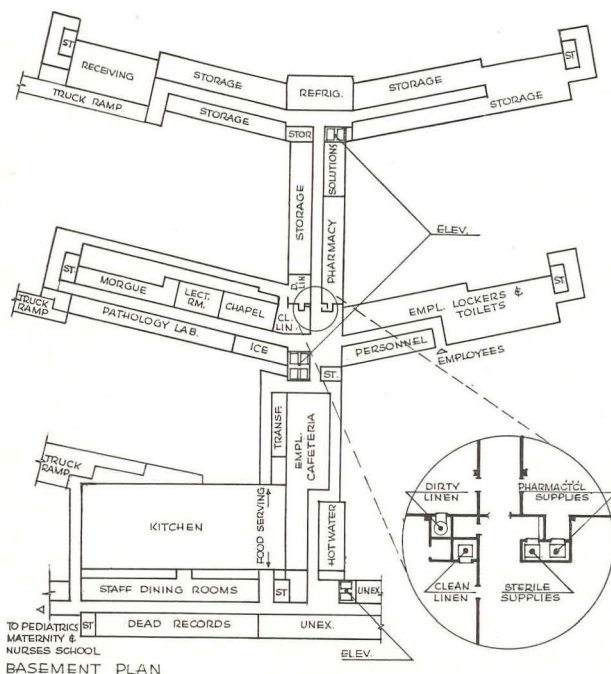 ST
RECEIVING
STORAGE
REFRIG.
STORAGE
ST
TRUCK RAMP
STORAGE
STORAGE
STOR
SOLUTIONS
STORAGE
PHARMACY
ELEV.
D.
LIN
ST
MORGUE
LECT.
RM.
CHAPEL
CL.
LIN.
EMPL. LOCKERS &
TOILETS
ST
TRUCK
RAMP
PATHOLOGY LAB.
ICE
PERSONNEL
EMPLOYEES
ST.
TRANSF.
EMPL.
CAFETERIA
TRUCK
RAMP
KITCHEN
FOOD SERVING
HOT WATER
DIRTY
LINEN
PHARMACT'CL
SUPPLIES
CLEAN
LINEN
STERILE
SUPPLIES
STAFF DINING ROOMS
ST
UNEX.
TO PEDIATRICS
MATERNITY &
NURSES SCHOOL
ST
DEAD RECORDS
UNEX.
ELEV.
BASEMENT PLAN